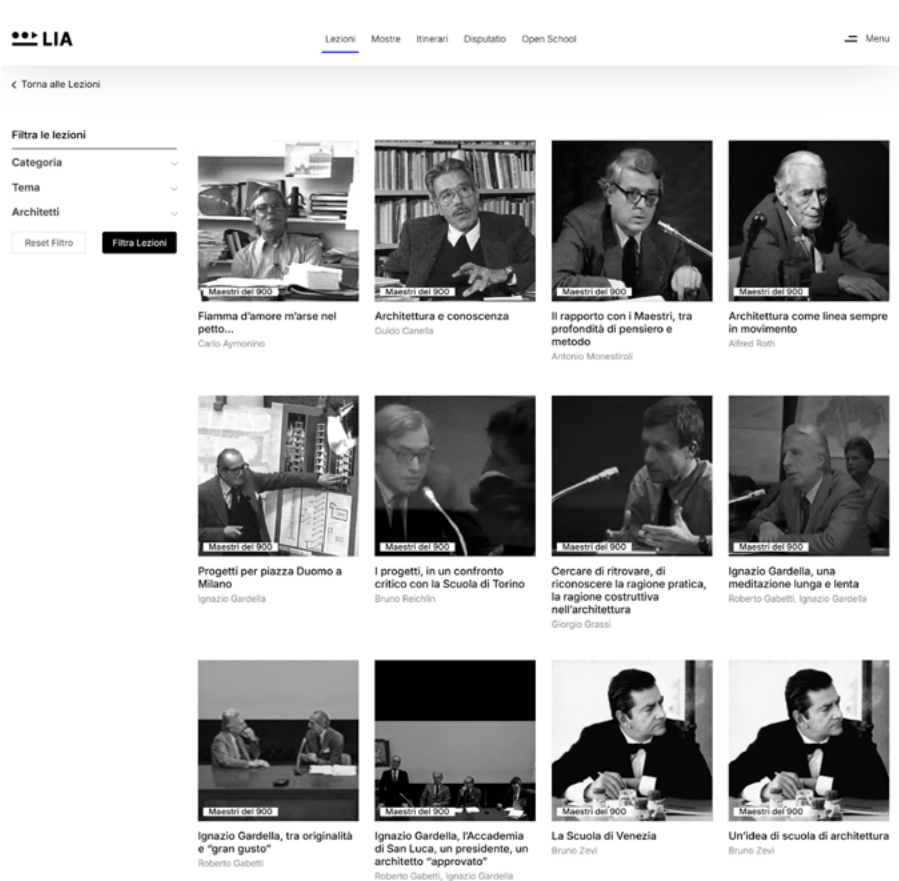 LIA
Lezioni
Mostre
Itinerari
Disputatio
Open School
Menu
Torna alle Lezioni
Filtra le lezioni
Categoria
Tema
Architetti
Reset Filtro
Filtra Lezioni
Maestri del 900
Fiamma d’amore m’arse nel
petto...
Carlo Aymonino
Maestri del 900
Architettura e conoscenza
Guido Canella
Maestri del 900
Il rapporto con i Maestri, tra
profondità di pensiero e
metodo
Antonio Monestiroli
Maestri del 900
Architettura come linea sempre
in movimento
Alfred Roth
Maestri del 900
Progetti per piazza Duomo a
Milano
Ignazio Gardella
Maestri del 900
I progetti, in un confronto
critico con la Scuola di Torino
Bruno Reichlin
Maestri del 900
Cercare di ritrovare, di
riconoscere la ragione pratica,
la ragione costruttiva
nell’architettura
Giorgio Grassi
Maestri del 900
Ignazio Gardella, una
meditazione lunga e lenta
Roberto Gabetti, Ignazio Gardella
Maestri del 900
Ignazio Gardella, tra originalità
e “gran gusto”
Roberto Gabetti
Maestri del 900
Ignazio Gardella, l’Accademia
di San Luca, un presidente, un
architetto “approvato”
Roberto Gabetti, Ignazio Gardella
Maestri del 900
La Scuola di Venezia
Bruno Zevi
Maestri del 900
Un’idea di scuola di architettura
Bruno Zevi